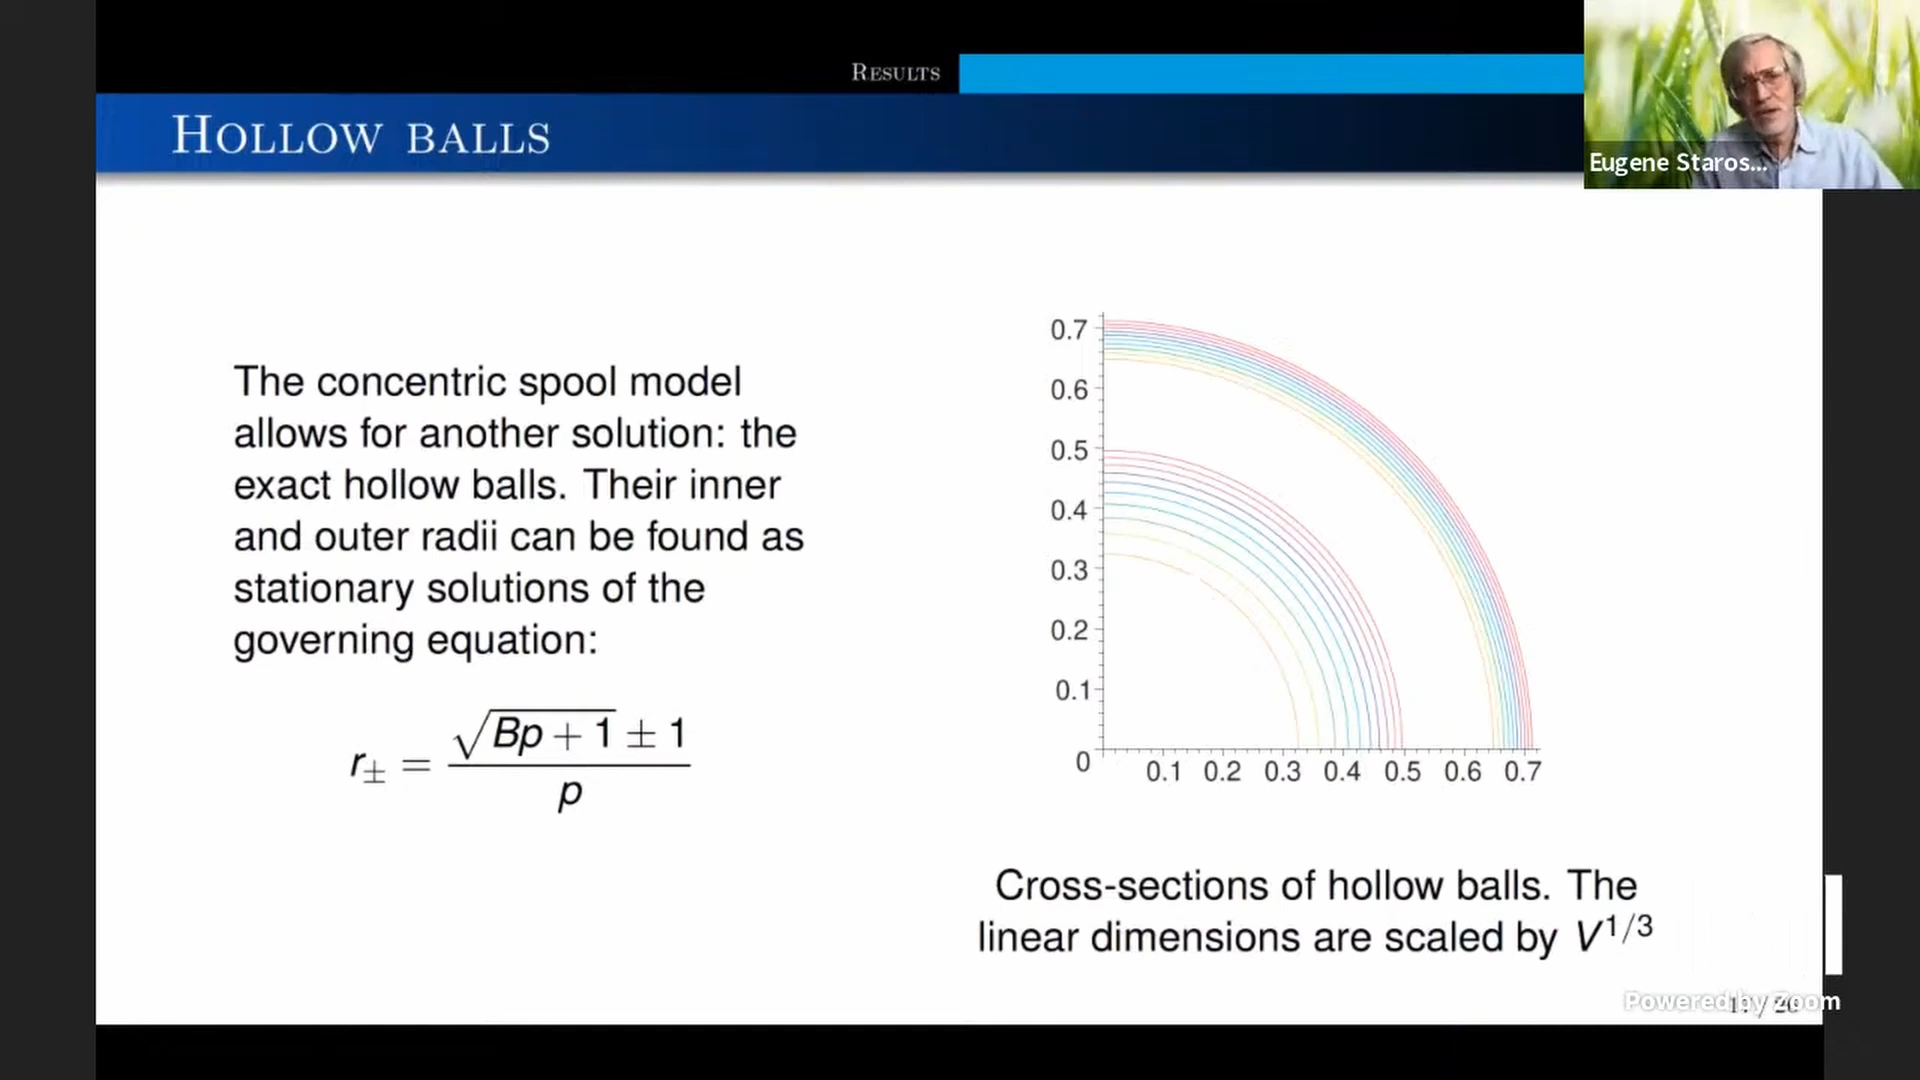 RESULTS
HOLLOW BALLS
Eugene Staros...
The concentric spool model
allows for another solution: the
exact hollow balls. Their inner
and outer radii can be found as
stationary solutions of the
governing equation:
r± = (√(Bp + 1) ± 1) / p
0.7
0.6
0.5
0.4
0.3
0.2
0.1
0
0.1 0.2 0.3 0.4 0.5 0.6 0.7
Cross-sections of hollow balls. The
linear dimensions are scaled by V^{1/3}
Powered by Zoom